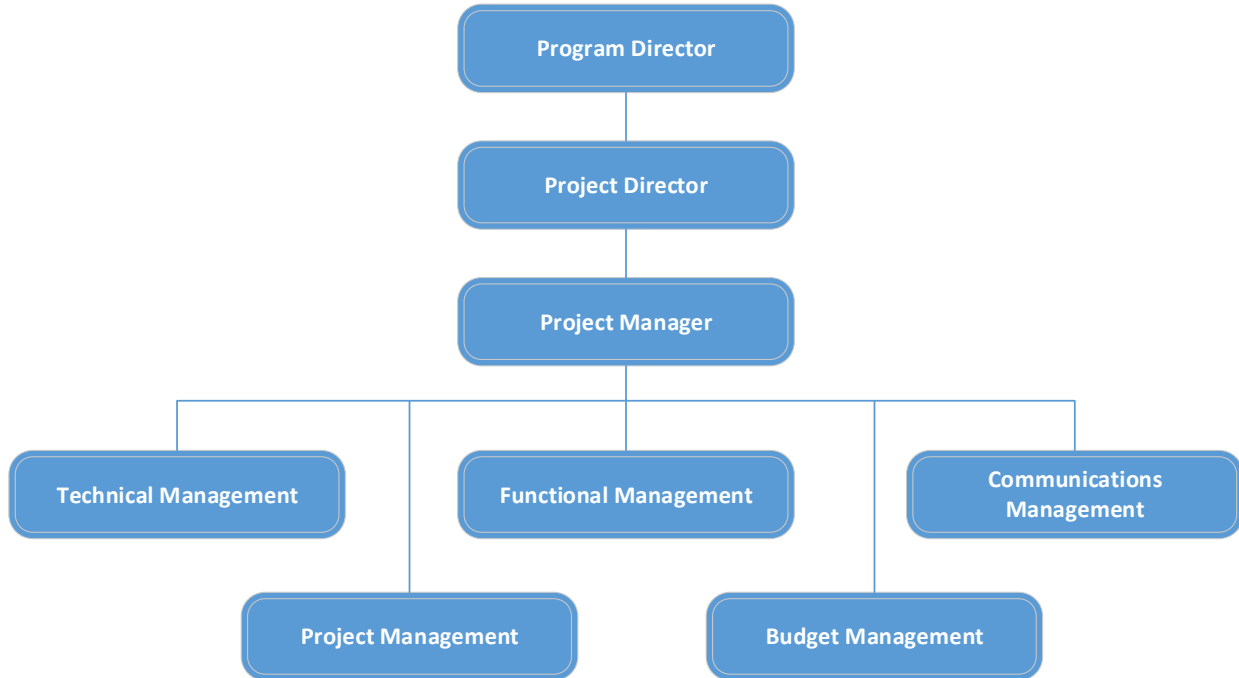 Program Director
Project Director
Project Manager
Technical Management
Functional Management
Communications
Management
Project Management
Budget Management